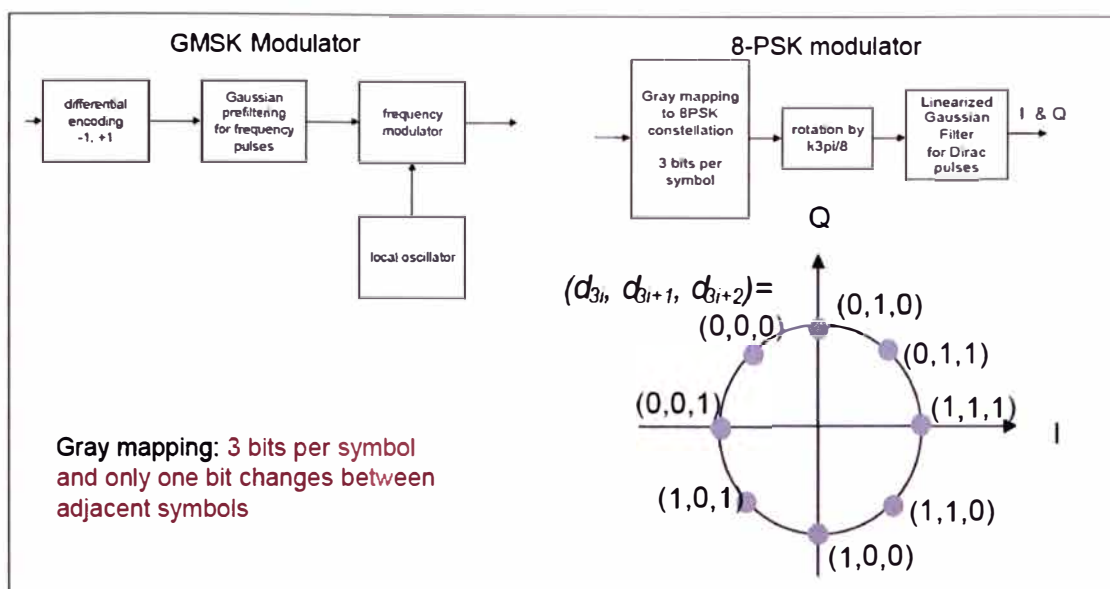 GMSK Modulator
differential
encoding
-1, +1
Gaussian
prefiltering
for frequency
pulses
frequency
modulator
local oscillator
8-PSK modulator
Gray mapping
to 8PSK
constellation
3 bits per
symbol
rotation by
k3pi/8
Linearized
Gaussian
Filter
for Dirac
pulses
I & Q
Q
(d3i, d3i+1, d3i+2)=
(0,0,0)
(0,1,0)
(0,1,1)
(0,0,1)
(1,1,1)
I
(1,0,1)
(1,1,0)
(1,0,0)
Gray mapping: 3 bits per symbol
and only one bit changes between
adjacent symbols